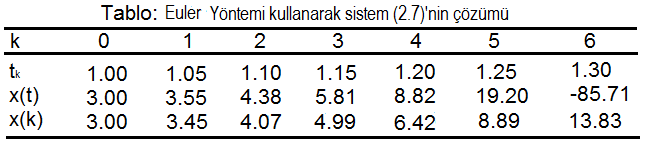 Tablo: Euler Yöntemi kullanarak sistem (2.7)'nin çözümü
k 0 1 2 3 4 5 6
tk 1.00 1.05 1.10 1.15 1.20 1.25 1.30
x(t) 3.00 3.55 4.38 5.81 8.82 19.20 -85.71
x(k) 3.00 3.45 4.07 4.99 6.42 8.89 13.83